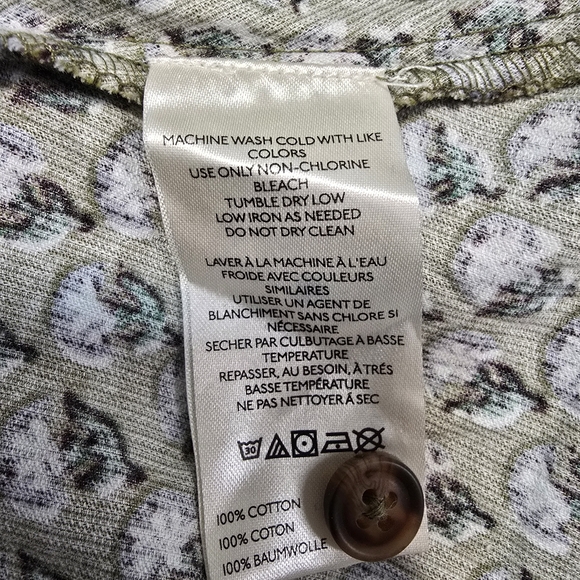 MACHINE WASH COLD WITH LIKE
COLORS
USE ONLY NON-CHLORINE
BLEACH
TUMBLE DRY LOW
LOW IRON AS NEEDED
DO NOT DRY CLEAN
LAVER À LA MACHINE À L'EAU
FROIDE AVEC COULEURS
SIMILAIRES
UTILISER UN AGENT DE
BLANCHIMENT SANS CHLORE SI
NÉCESSAIRE
SECHER PAR CULBUTAGE À BASSE
TEMPERATURE
REPASSER, AU BESOIN, À TRÉS
BASSE TEMPÉRATURE
NE PAS NETTOYER Á SEC
30
100% COTTON
100% COTON
100% BAUMWOLLE